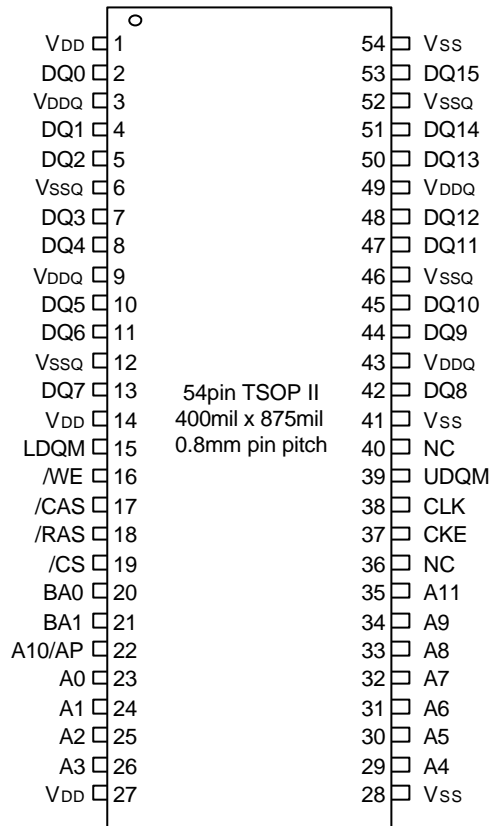 VDD 1 54 VSS
DQ0 2 53 DQ15
VDDQ 3 52 VSSQ
DQ1 4 51 DQ14
DQ2 5 50 DQ13
VSSQ 6 49 VDDQ
DQ3 7 48 DQ12
DQ4 8 47 DQ11
VDDQ 9 46 VSSQ
DQ5 10 45 DQ10
DQ6 11 44 DQ9
VSSQ 12 43 VDDQ
DQ7 13 54pin TSOP II 42 DQ8
VDD 14 400mil x 875mil 41 VSS
LDQM 15 0.8mm pin pitch 40 NC
/WE 16 39 UDQM
/CAS 17 38 CLK
/RAS 18 37 CKE
/CS 19 36 NC
BA0 20 35 A11
BA1 21 34 A9
A10/AP 22 33 A8
A0 23 32 A7
A1 24 31 A6
A2 25 30 A5
A3 26 29 A4
VDD 27 28 VSS